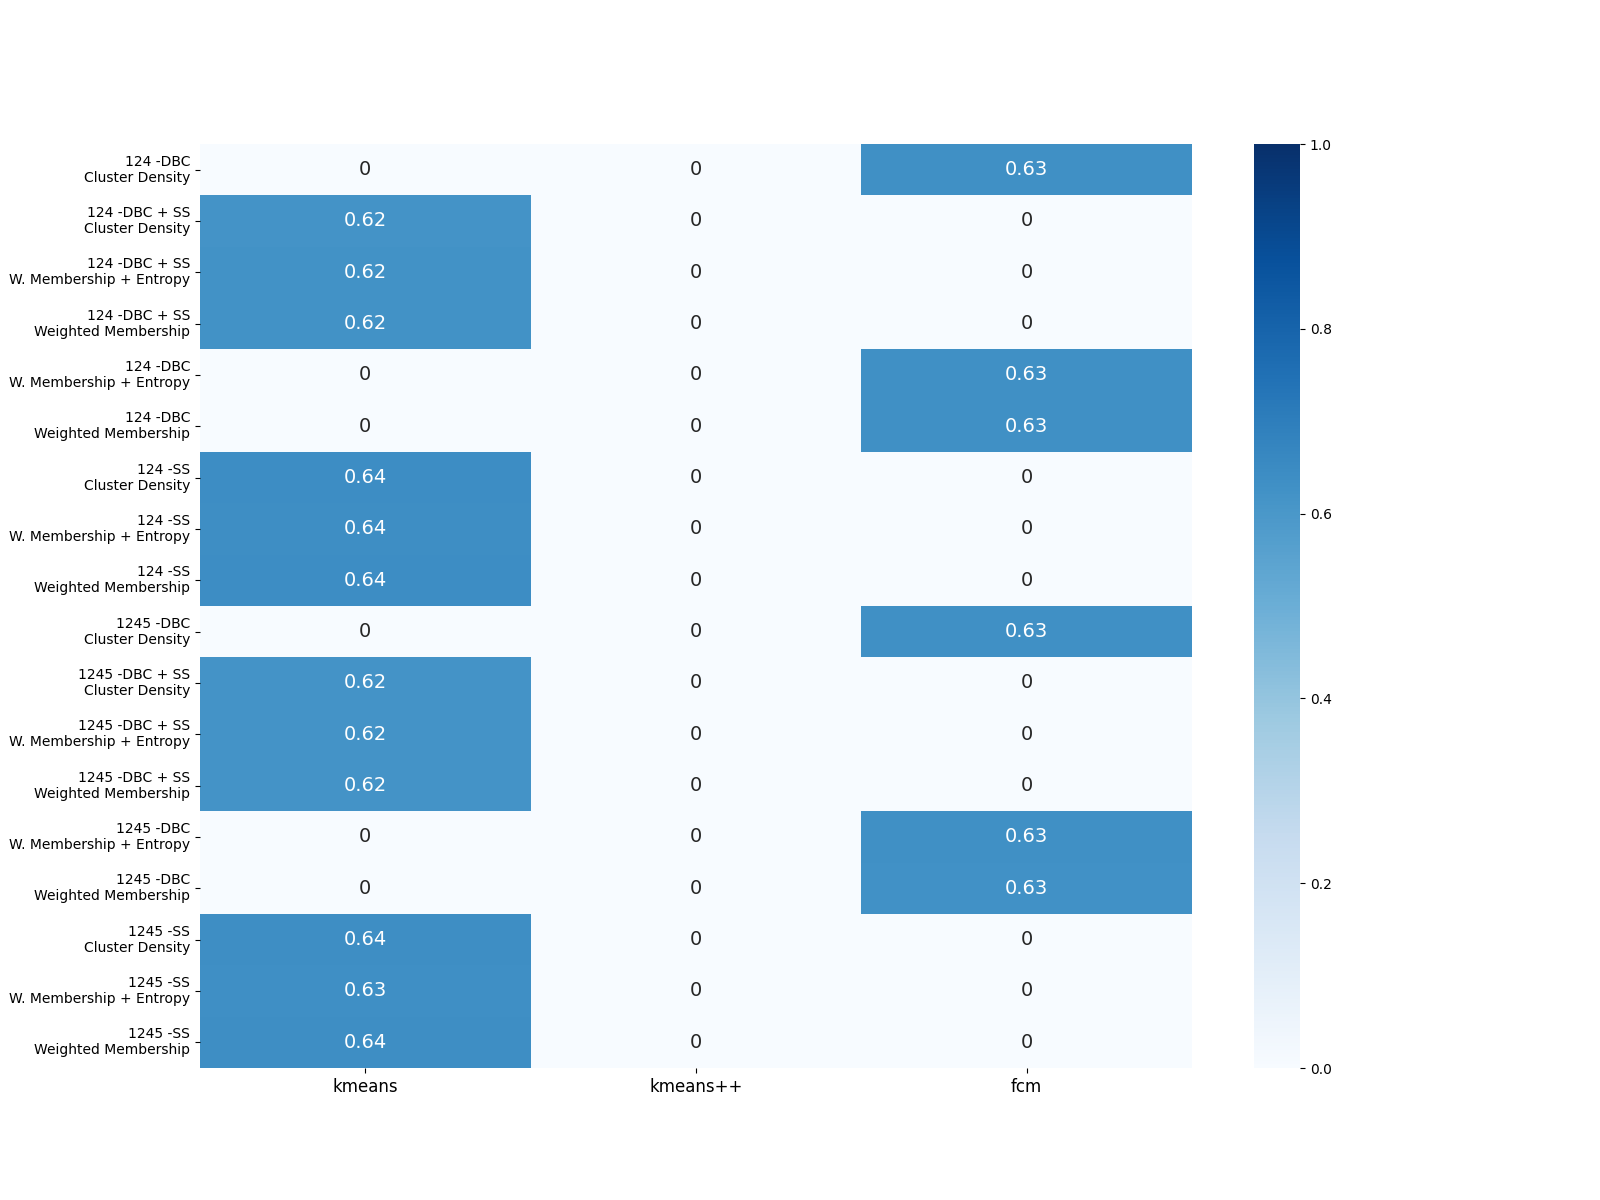 124 -DBC
Cluster Density
0 0 0.63
124 -DBC + SS
Cluster Density
0.62 0 0
124 -DBC + SS
W. Membership + Entropy
0.62 0 0
124 -DBC + SS
Weighted Membership
0.62 0 0
124 -DBC
W. Membership + Entropy
0 0 0.63
124 -DBC
Weighted Membership
0 0 0.63
124 -SS
Cluster Density
0.64 0 0
124 -SS
W. Membership + Entropy
0.64 0 0
124 -SS
Weighted Membership
0.64 0 0
1245 -DBC
Cluster Density
0 0 0.63
1245 -DBC + SS
Cluster Density
0.62 0 0
1245 -DBC + SS
W. Membership + Entropy
0.62 0 0
1245 -DBC + SS
Weighted Membership
0.62 0 0
1245 -DBC
W. Membership + Entropy
0 0 0.63
1245 -DBC
Weighted Membership
0 0 0.63
1245 -SS
Cluster Density
0.64 0 0
1245 -SS
W. Membership + Entropy
0.63 0 0
1245 -SS
Weighted Membership
0.64 0 0
kmeans kmeans++ fcm
1.0
0.8
0.6
0.4
0.2
0.0